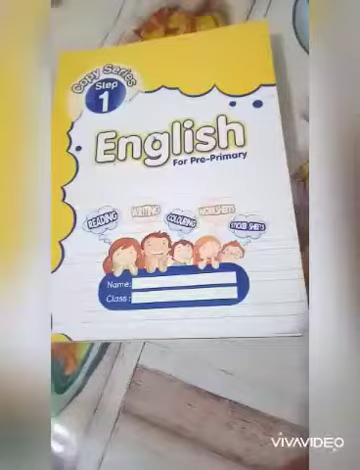 Copy Series
Step
1
English
For Pre-Primary
READING
WRITING
COLOURING
WORKSHEETS
STICKER SHEETS
Name:
Class:
VIVAVIDEO